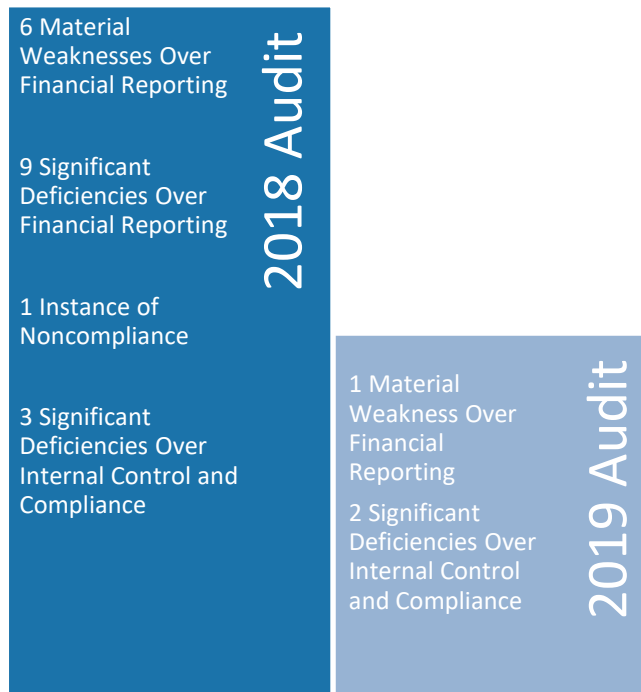 6 Material
Weaknesses Over
Financial Reporting
9 Significant
Deficiencies Over
Financial Reporting
1 Instance of
Noncompliance
3 Significant
Deficiencies Over
Internal Control and
Compliance
2018 Audit
1 Material
Weakness Over
Financial
Reporting
2 Significant
Deficiencies Over
Internal Control
and Compliance
2019 Audit